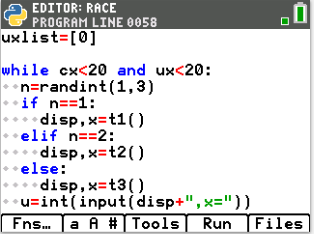 EDITOR: RACE
PROGRAM LINE 0058
uxlist=[0]
while cx<20 and ux<20:
  n=randint(1,3)
  if n==1:
    disp,x=t1()
  elif n==2:
    disp,x=t2()
  else:
    disp,x=t3()
  u=int(input(disp+",x="))
Fns… a A # Tools Run Files